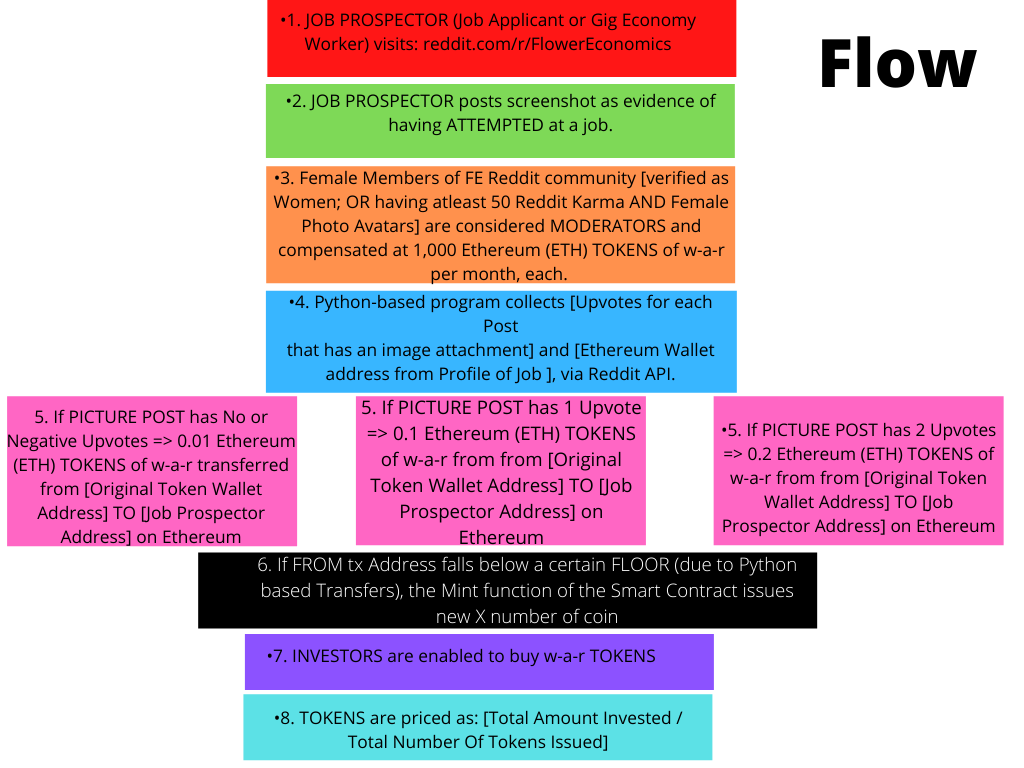 •1. JOB PROSPECTOR (Job Applicant or Gig Economy
Worker) visits: reddit.com/r/FlowerEconomics
Flow
•2. JOB PROSPECTOR posts screenshot as evidence of
having ATTEMPTED at a job.
•3. Female Members of FE Reddit community [verified as
Women; OR having atleast 50 Reddit Karma AND Female
Photo Avatars] are considered MODERATORS and
compensated at 1,000 Ethereum (ETH) TOKENS of w-a-r
per month, each.
•4. Python-based program collects [Upvotes for each
Post
that has an image attachment] and [Ethereum Wallet
address from Profile of Job ], via Reddit API.
5. If PICTURE POST has No or
Negative Upvotes => 0.01 Ethereum
(ETH) TOKENS of w-a-r transferred
from [Original Token Wallet
Address] TO [Job Prospector
Address] on Ethereum
5. If PICTURE POST has 1 Upvote
=> 0.1 Ethereum (ETH) TOKENS
of w-a-r from from [Original
Token Wallet Address] TO [Job
Prospector Address] on
Ethereum
•5. If PICTURE POST has 2 Upvotes
=> 0.2 Ethereum (ETH) TOKENS of
w-a-r from from [Original Token
Wallet Address] TO [Job
Prospector Address] on Ethereum
6. If FROM tx Address falls below a certain FLOOR (due to Python
based Transfers), the Mint function of the Smart Contract issues
new X number of coin
•7. INVESTORS are enabled to buy w-a-r TOKENS
•8. TOKENS are priced as: [Total Amount Invested /
Total Number Of Tokens Issued]